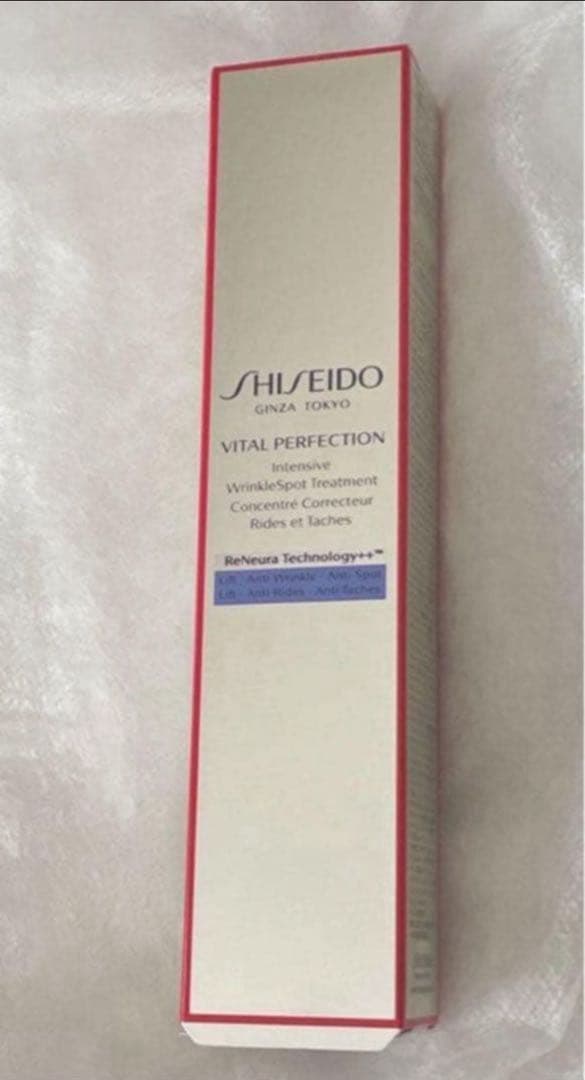 SHISEIDO
GINZA TOKYO
VITAL PERFECTION
Intensive
WrinkleSpot Treatment
Concentré Correcteur
Rides et Taches
ReNeura Technology++™
Lift · Anti-Wrinkle · Anti-Spot
Lift · Anti-Rides · Anti-Taches